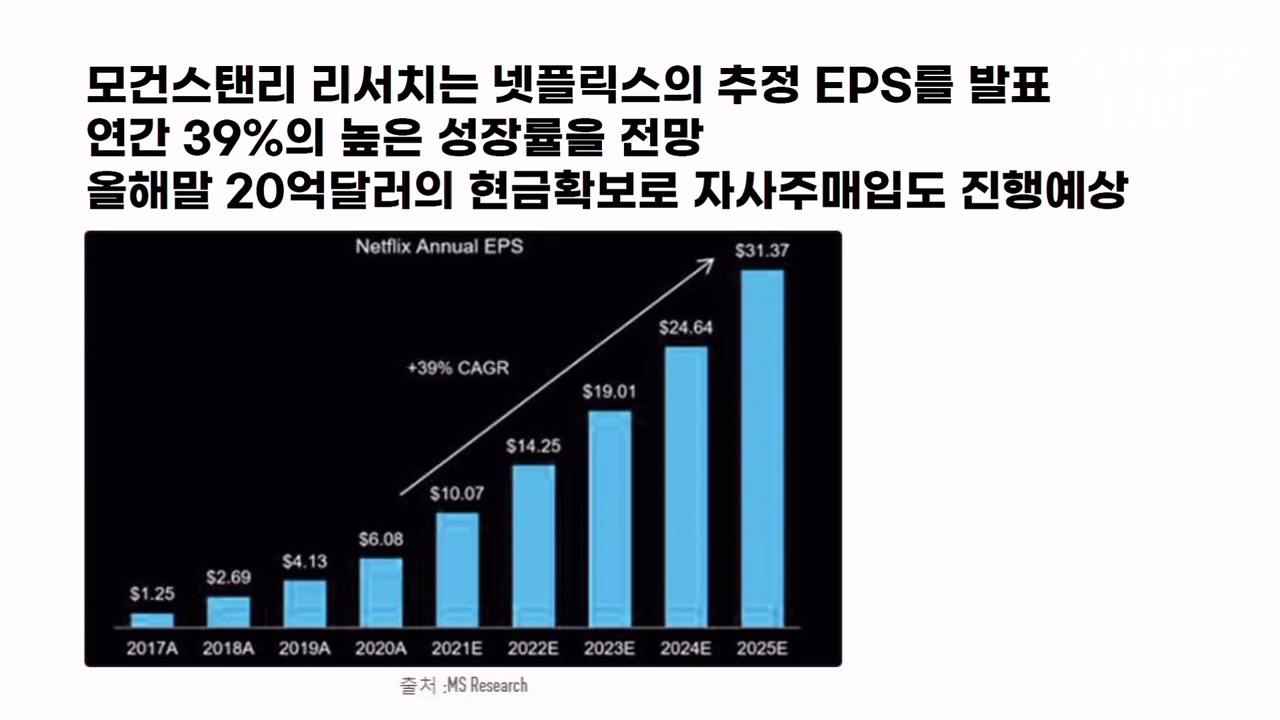 모건스탠리 리서치는 넷플릭스의 추정 EPS를 발표
연간 39%의 높은 성장률을 전망
올해말 20억달러의 현금확보로 자사주매입도 진행예상
LIVE
Netflix Annual EPS
$31.37
$24.64
+39% CAGR
$19.01
$14.25
$10.07
$6.08
$4.13
$2.69
$1.25
2017A 2018A 2019A 2020A 2021E 2022E 2023E 2024E 2025E
출처 :MS Research